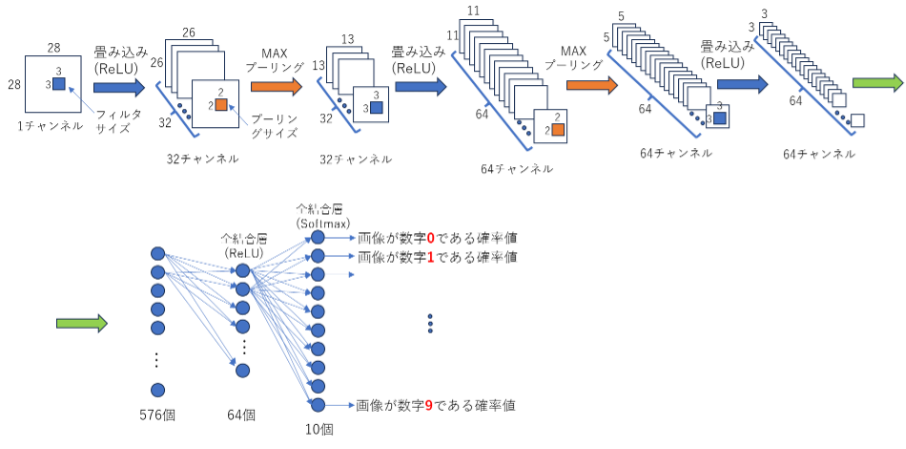 28
28
3
3
フィルタ
サイズ
1チャンネル
畳み込み
(ReLU)
26
26
2
2
プーリン
グサイズ
32
32チャンネル
MAX
プーリング
13
13
3
3
32
32チャンネル
畳み込み
(ReLU)
11
11
2
2
64
64チャンネル
MAX
プーリング
5
5
3
3
64
64チャンネル
畳み込み
(ReLU)
3
3
64
64チャンネル
576個
全結合層
(ReLU)
64個
全結合層
(Softmax)
10個
画像が数字0である確率値
画像が数字1である確率値
画像が数字9である確率値